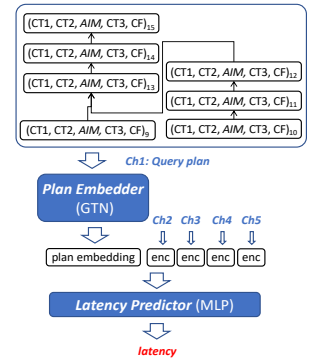 (CT1, CT2, AIM, CT3, CF)15
(CT1, CT2, AIM, CT3, CF)14
(CT1, CT2, AIM, CT3, CF)13
(CT1, CT2, AIM, CT3, CF)12
(CT1, CT2, AIM, CT3, CF)11
(CT1, CT2, AIM, CT3, CF)9
(CT1, CT2, AIM, CT3, CF)10
Ch1: Query plan
Plan Embedder
(GTN)
Ch2 Ch3 Ch4 Ch5
plan embedding enc enc enc enc
Latency Predictor (MLP)
latency